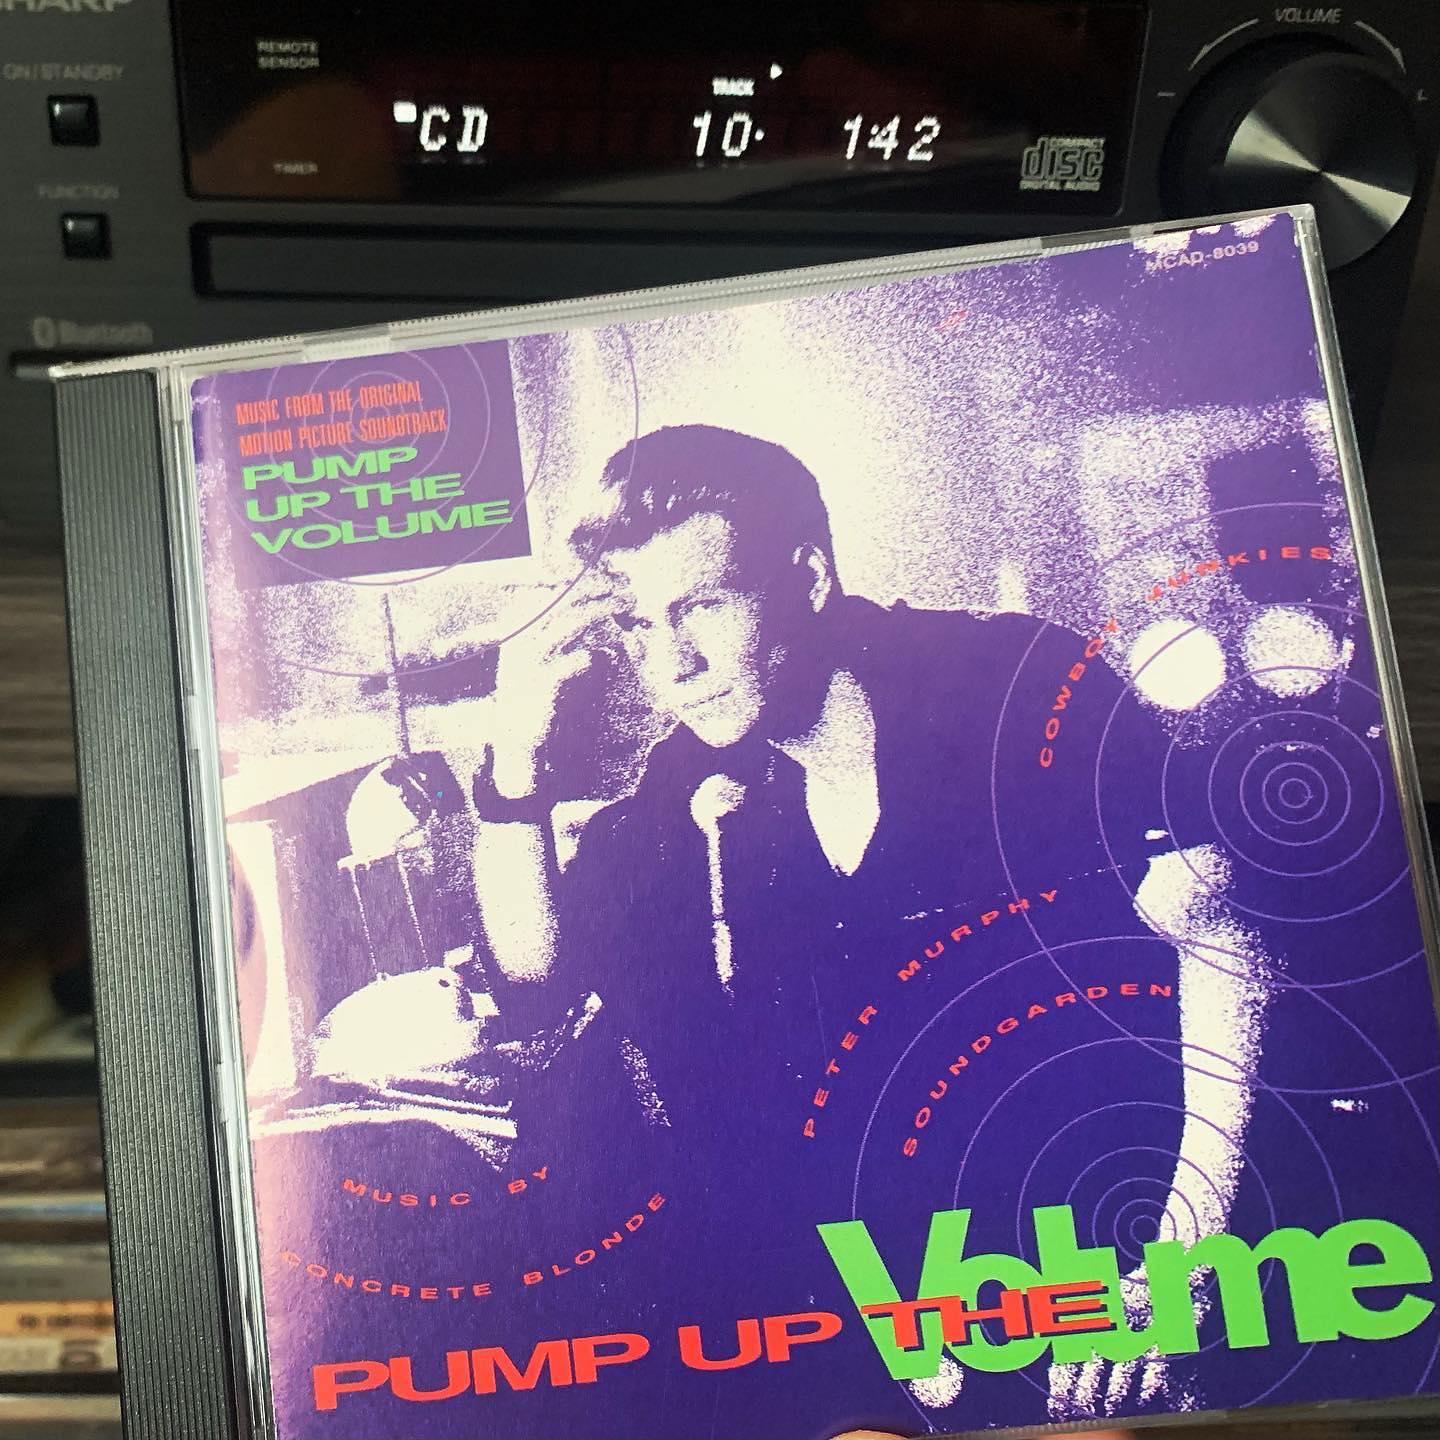 SHARP
ON/STANDBY
FUNCTION
Bluetooth
REMOTE
SENSOR
TIMER
CD
TRACK
10
1:42
COMPACT
disc
DIGITAL AUDIO
VOLUME
MCAD-8039
MUSIC FROM THE ORIGINAL
MOTION PICTURE SOUNDTRACK
PUMP
UP THE
VOLUME
COWBOY JUNKIES
PETER MURPHY
SOUNDGARDEN
MUSIC BY
CONCRETE BLONDE
PUMP UP THE Volume